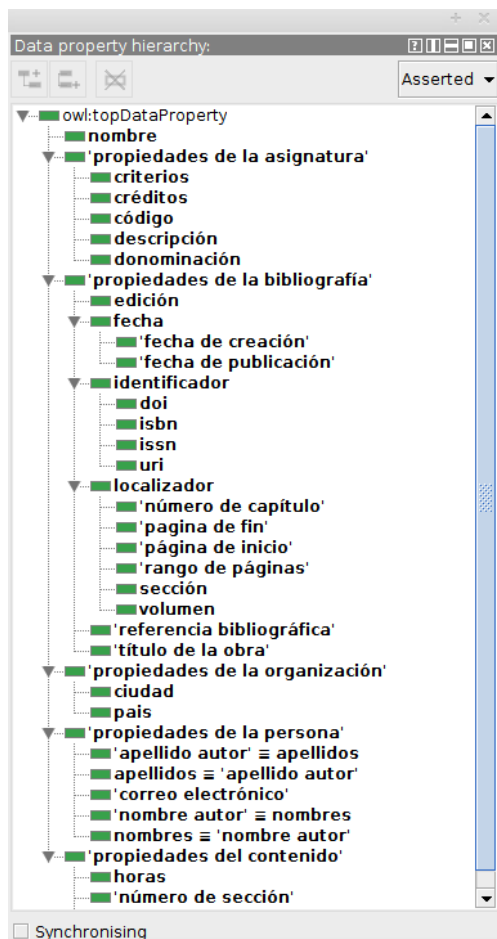 Data property hierarchy:
Asserted
owl:topDataProperty
nombre
'propiedades de la asignatura'
criterios
créditos
código
descripción
donominación
'propiedades de la bibliografía'
edición
fecha
'fecha de creación'
'fecha de publicación'
identificador
doi
isbn
issn
uri
localizador
'número de capítulo'
'pagina de fin'
'página de inicio'
'rango de páginas'
sección
volumen
'referencia bibliográfica'
'título de la obra'
'propiedades de la organización'
ciudad
pais
'propiedades de la persona'
'apellido autor' ≡ apellidos
apellidos ≡ 'apellido autor'
'correo electrónico'
'nombre autor' ≡ nombres
nombres ≡ 'nombre autor'
'propiedades del contenido'
horas
'número de sección'
Synchronising